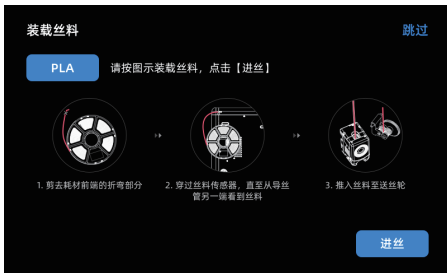 装载丝料
跳过
PLA
请按图示装载丝料，点击【进丝】
1. 剪去耗材前端的折弯部分
2. 穿过丝料传感器，直至从导丝
管另一端看到丝料
3. 推入丝料至送丝轮
进丝